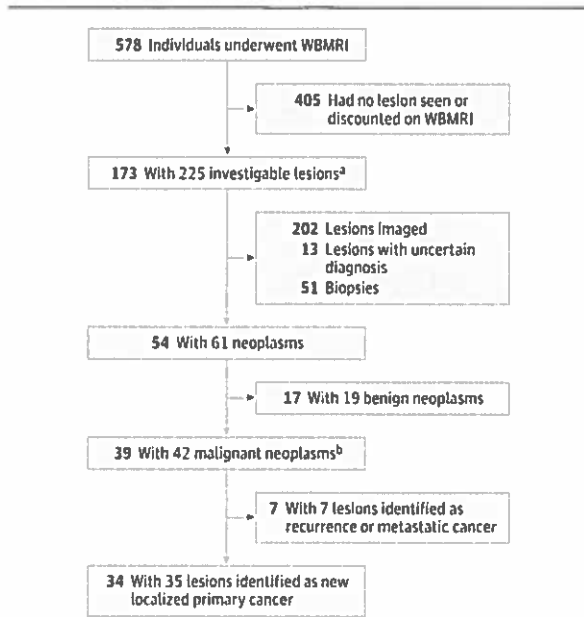 578 Individuals underwent WBMRI
405 Had no lesion seen or
discounted on WBMRI
173 With 225 investigable lesionsa
202 Lesions imaged
13 Lesions with uncertain
diagnosis
51 Biopsies
54 With 61 neoplasms
17 With 19 benign neoplasms
39 With 42 malignant neoplasmsb
7 With 7 lesions identified as
recurrence or metastatic cancer
34 With 35 lesions identified as new
localized primary cancer